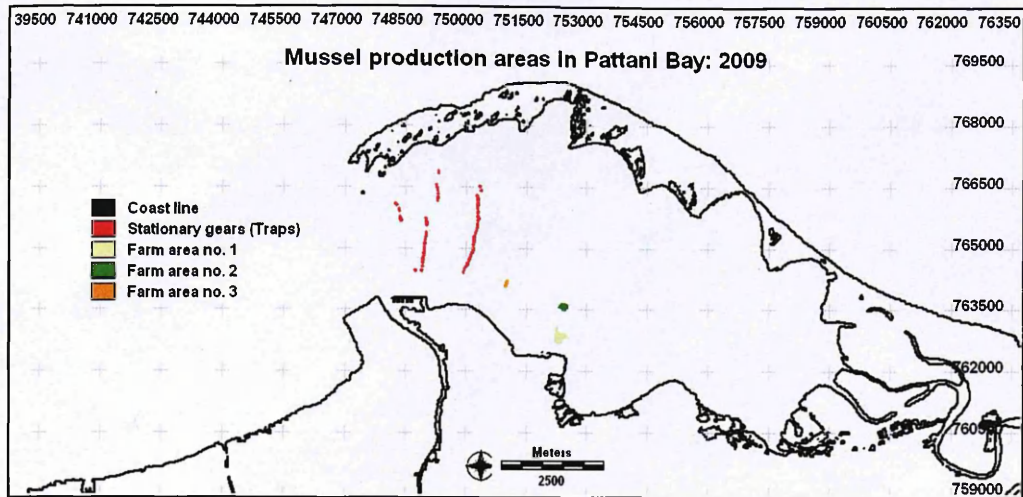 39500 741000 742500 744000 745500 747000 748500 750000 751500 753000 754500 756000 757500 759000 760500 762000 76350
Mussel production areas in Pattani Bay: 2009
769500
768000
766500
Coast line
Stationary gears (Traps)
Farm area no. 1
765000
Farm area no. 2
Farm area no. 3
763500
762000
760
Meters
2500
759000